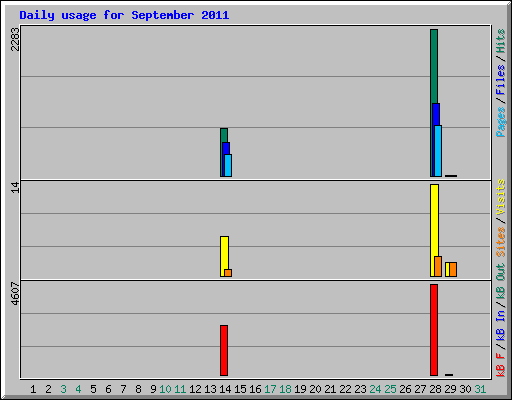 Daily usage for September 2011
2283
Pages / Files / Hits
14
Sites / Visits
4607
kB F / kB In / kB Out
1 2 3 4 5 6 7 8 9 10 11 12 13 14 15 16 17 18 19 20 21 22 23 24 25 26 27 28 29 30 31